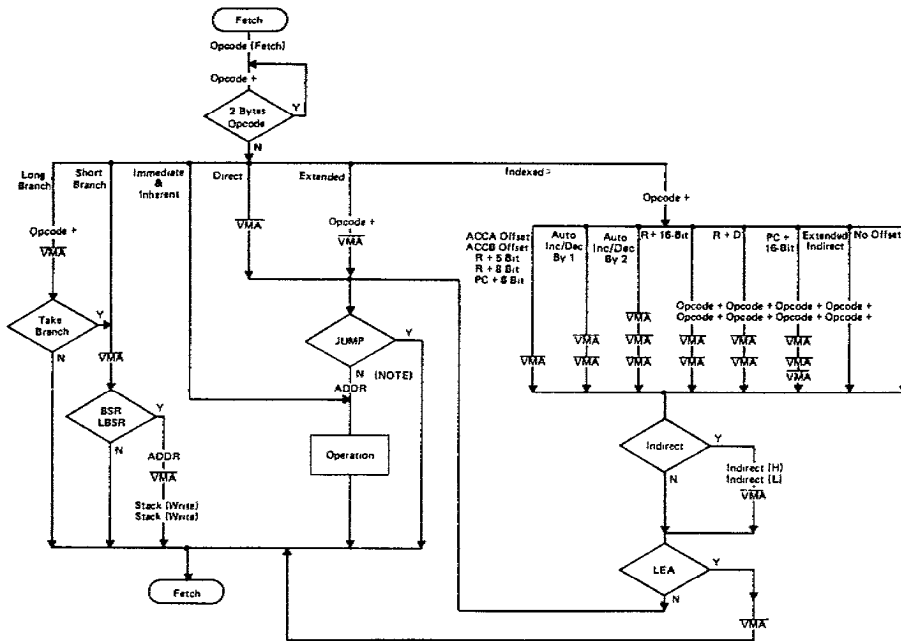 Fetch
Opcode (Fetch)
Opcode +
2 Bytes
Opcode
Y
N
Long
Branch
Short
Branch
Immediate
&
Inherent
Direct
Extended
Indexed
Opcode +
VMA
Take
Branch
Y
N
VMA
BSR
LBSR
Y
N
ADDR
VMA
Stack (Write)
Stack (Write)
VMA
Opcode +
VMA
JUMP
Y
N
(NOTE)
ADDR
Operation
Opcode +
ACCA Offset
ACCB Offset
R + 5 Bit
R + 8 Bit
PC + 8 Bit
Auto
Inc/Dec
By 1
Auto
Inc/Dec
By 2
R + 16-Bit
R + D
PC +
16-Bit
Extended
Indirect
No Offset
Opcode + Opcode + Opcode + Opcode +
Opcode + Opcode + Opcode + Opcode +
VMA
VMA VMA VMA VMA
VMA VMA VMA VMA VMA VMA
VMA
Indirect
Y
N
Indirect (H)
Indirect (L)
VMA
LEA
Y
N
VMA
Fetch